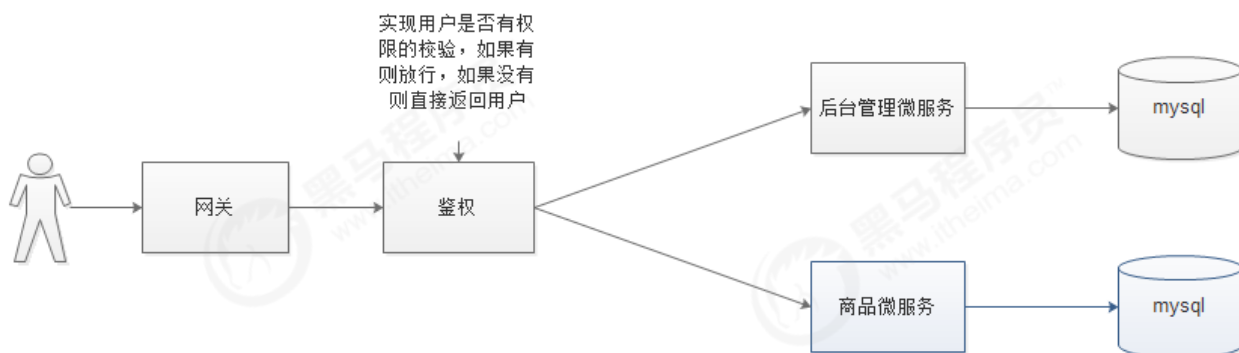 实现用户是否有权
限的校验，如果有
则放行，如果没有
则直接返回用户
网关
鉴权
后台管理微服务
mysql
商品微服务
mysql
黑马程序员
www.itheima.com
黑马程序员™
www.itheima.com